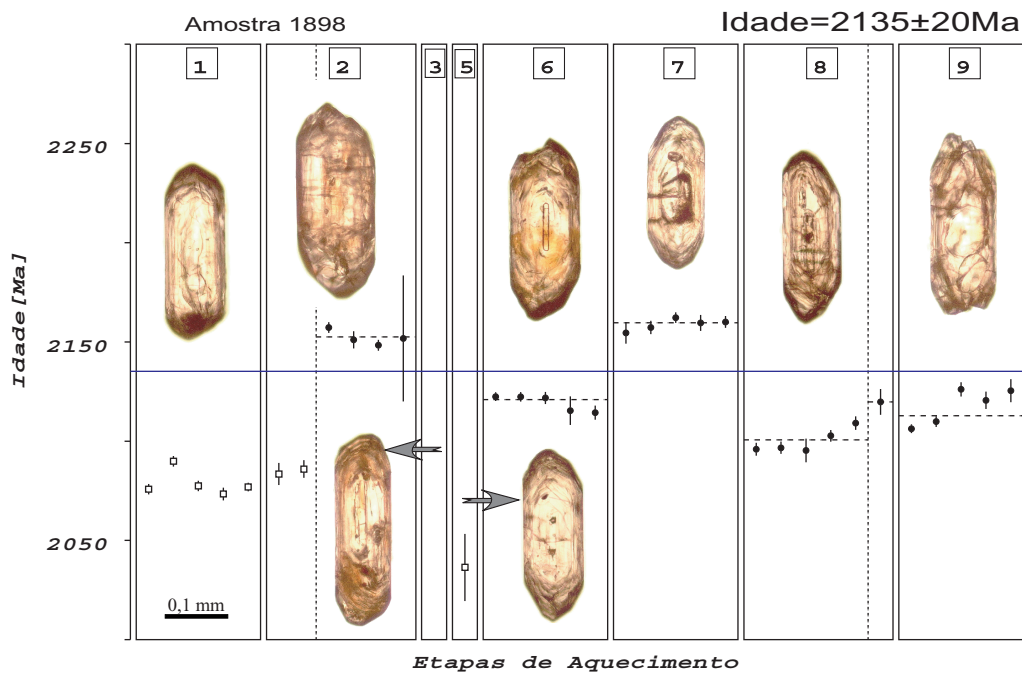 Amostra 1898
Idade=2135±20Ma
1 2 3 5 6 7 8 9
2250
2150
2050
Idade[Ma]
0,1 mm
Etapas de Aquecimento